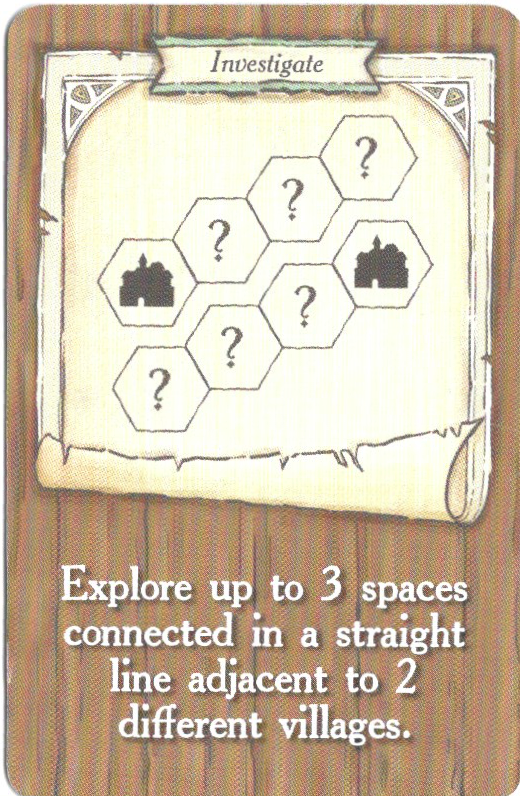 Investigate
?
?
?
?
?
?
Explore up to 3 spaces
connected in a straight
line adjacent to 2
different villages.